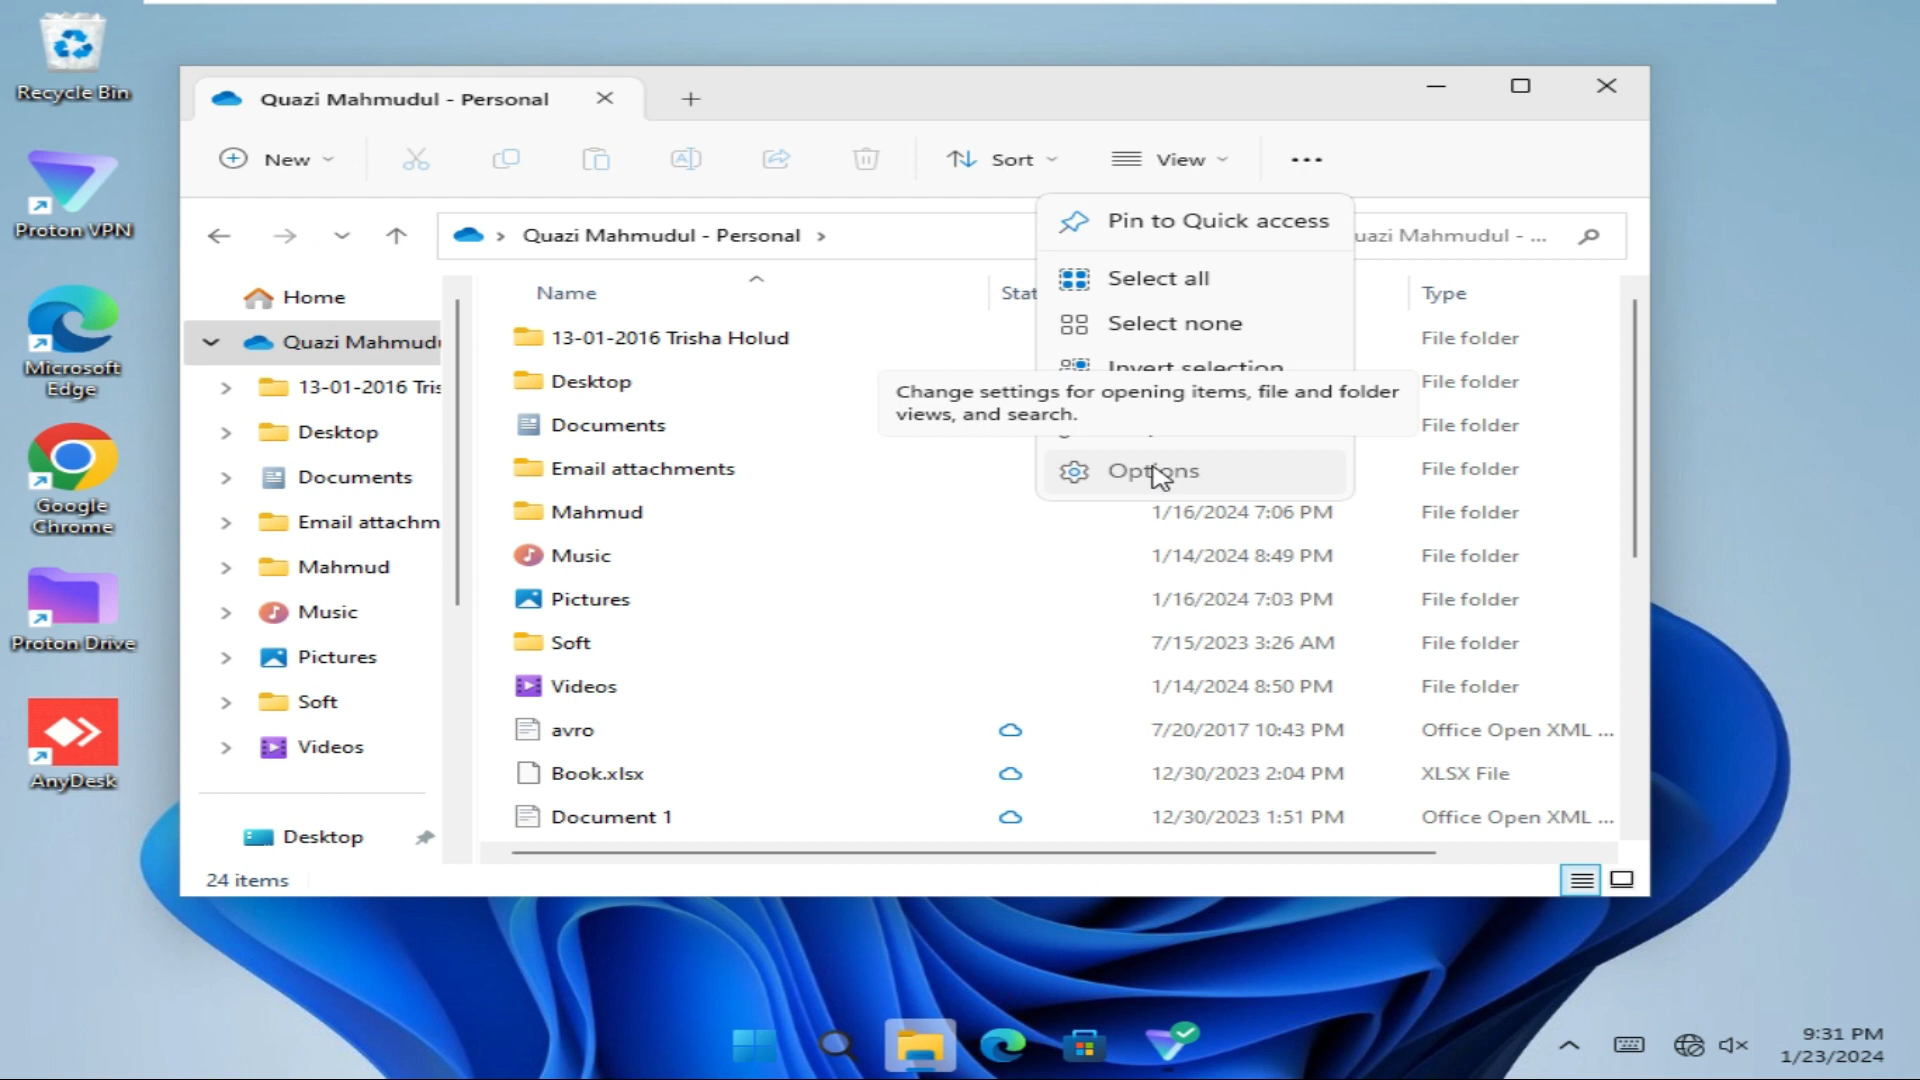 Recycle Bin
Proton VPN
Microsoft
Edge
Google
Chrome
Proton Drive
AnyDesk
Quazi Mahmudul - Personal
New
Sort
View
Quazi Mahmudul - Personal
uazi Mahmudul - ...
Pin to Quick access
Select all
Select none
Invert selection
Change settings for opening items, file and folder
views, and search.
Options
Home
Quazi Mahmudu
13-01-2016 Tris
Desktop
Documents
Email attachm
Mahmud
Music
Pictures
Soft
Videos
Desktop
Name Stat Type
13-01-2016 Trisha Holud File folder
Desktop File folder
Documents File folder
Email attachments File folder
Mahmud 1/16/2024 7:06 PM File folder
Music 1/14/2024 8:49 PM File folder
Pictures 1/16/2024 7:03 PM File folder
Soft 7/15/2023 3:26 AM File folder
Videos 1/14/2024 8:50 PM File folder
avro 7/20/2017 10:43 PM Office Open XML ...
Book.xlsx 12/30/2023 2:04 PM XLSX File
Document 1 12/30/2023 1:51 PM Office Open XML ...
24 items
9:31 PM
1/23/2024